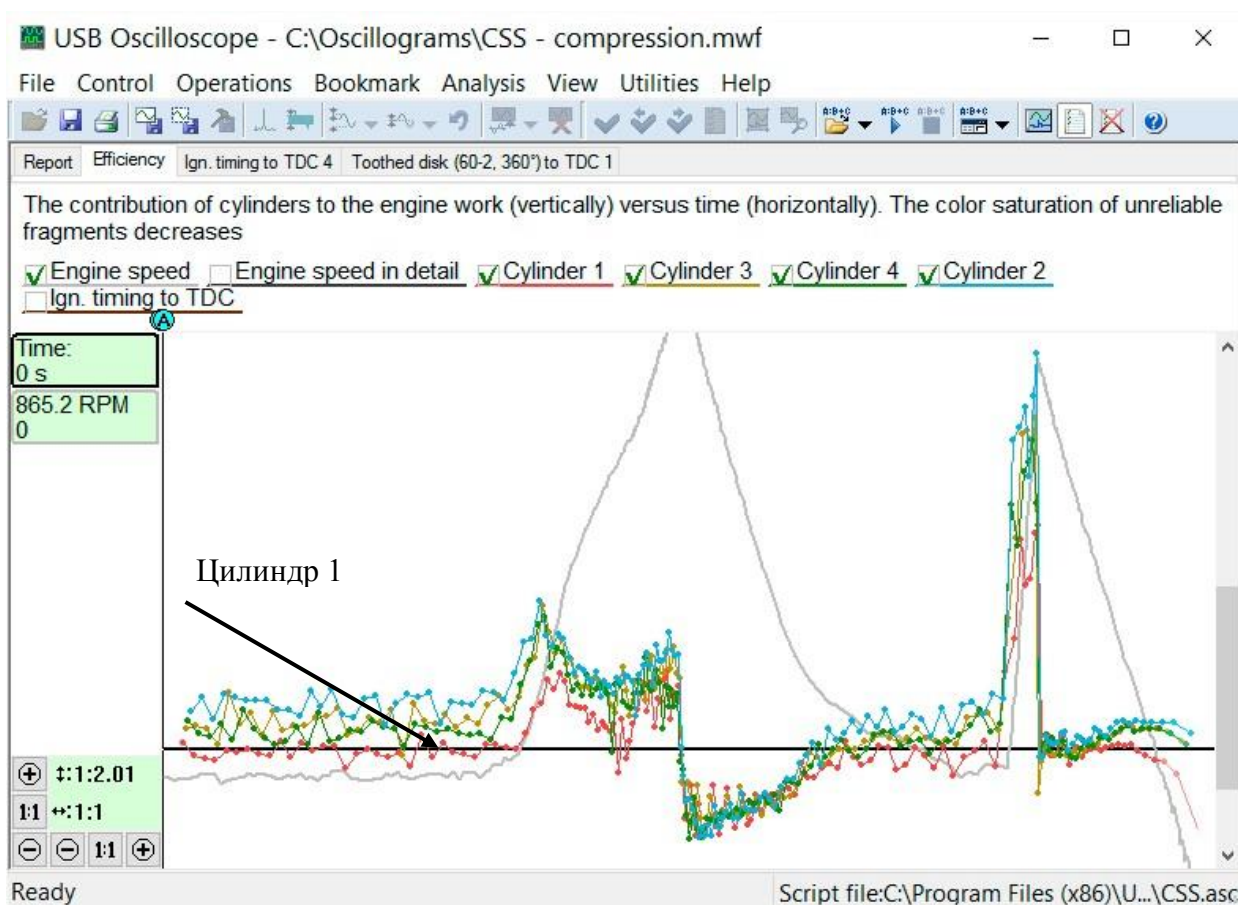 USB Oscilloscope - C:\Oscillograms\CSS - compression.mwf
File Control Operations Bookmark Analysis View Utilities Help
A:B+C A:B+C A:B+C A:B+C
Report Efficiency Ign. timing to TDC 4 Toothed disk (60-2, 360°) to TDC 1
The contribution of cylinders to the engine work (vertically) versus time (horizontally). The color saturation of unreliable
fragments decreases
Engine speed Engine speed in detail Cylinder 1 Cylinder 3 Cylinder 4 Cylinder 2
Ign. timing to TDC
A
Time:
0 s
865.2 RPM
0
Цилиндр 1
1:2.01
1:1 1:1
1:1
Ready Script file:C:\Program Files (x86)\U...\CSS.asc